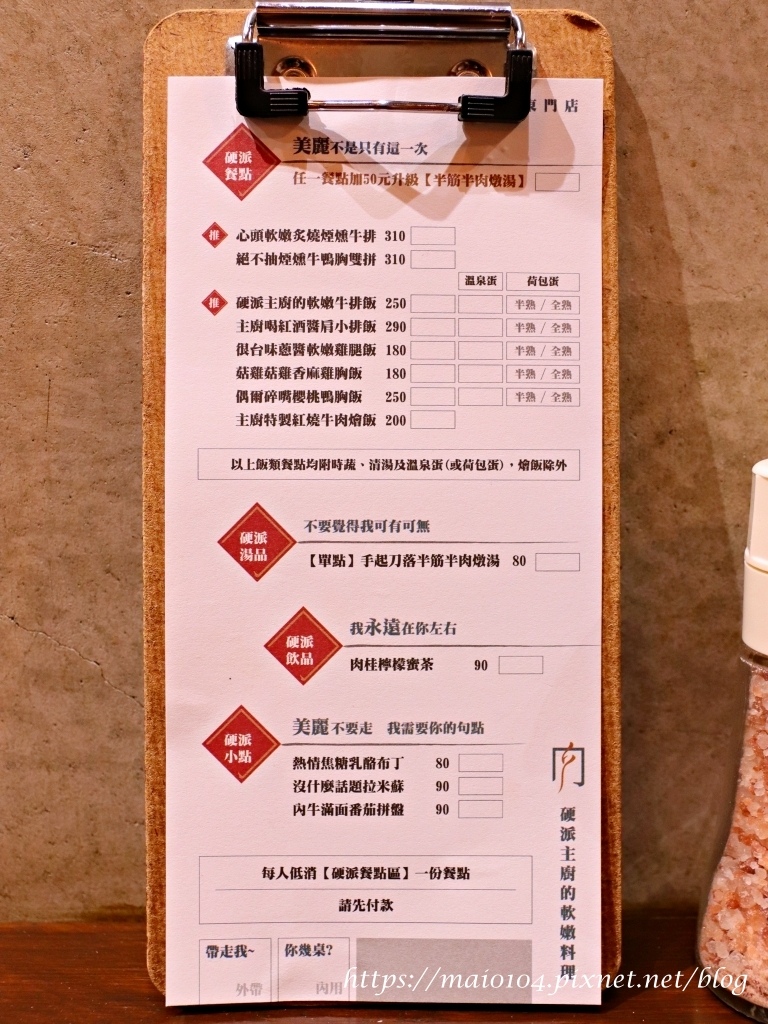 門店
硬派
餐點
美麗不是只有這一次
任一餐點加50元升級【半筋半肉燉湯】
推 心頭軟嫩炙燒煙燻牛排 310
絕不抽煙燻牛鴨胸雙拼 310
溫泉蛋 荷包蛋
推 硬派主廚的軟嫩牛排飯 250 半熟 / 全熟
主廚喝紅酒醬肩小排飯 290 半熟 / 全熟
很台味蔥醬軟嫩雞腿飯 180 半熟 / 全熟
菇雞菇雞香麻雞胸飯 180 半熟 / 全熟
偶爾碎嘴櫻桃鴨胸飯 250 半熟 / 全熟
主廚特製紅燒牛肉燴飯 200
以上飯類餐點均附時蔬、清湯及溫泉蛋(或荷包蛋)，燴飯除外
硬派
湯品
不要覺得我可有可無
【單點】手起刀落半筋半肉燉湯 80
硬派
飲品
我永遠在你左右
肉桂檸檬蜜茶 90
硬派
小點
美麗不要走 我需要你的句點
熱情焦糖乳酪布丁 80
沒什麼話題拉米蘇 90
內牛滿面番茄拼盤 90
硬派主廚的軟嫩料理
每人低消【硬派餐點區】一份餐點
請先付款
帶走我~ 你幾桌?
外帶 內用
https://maio104.pixnet.net/blog